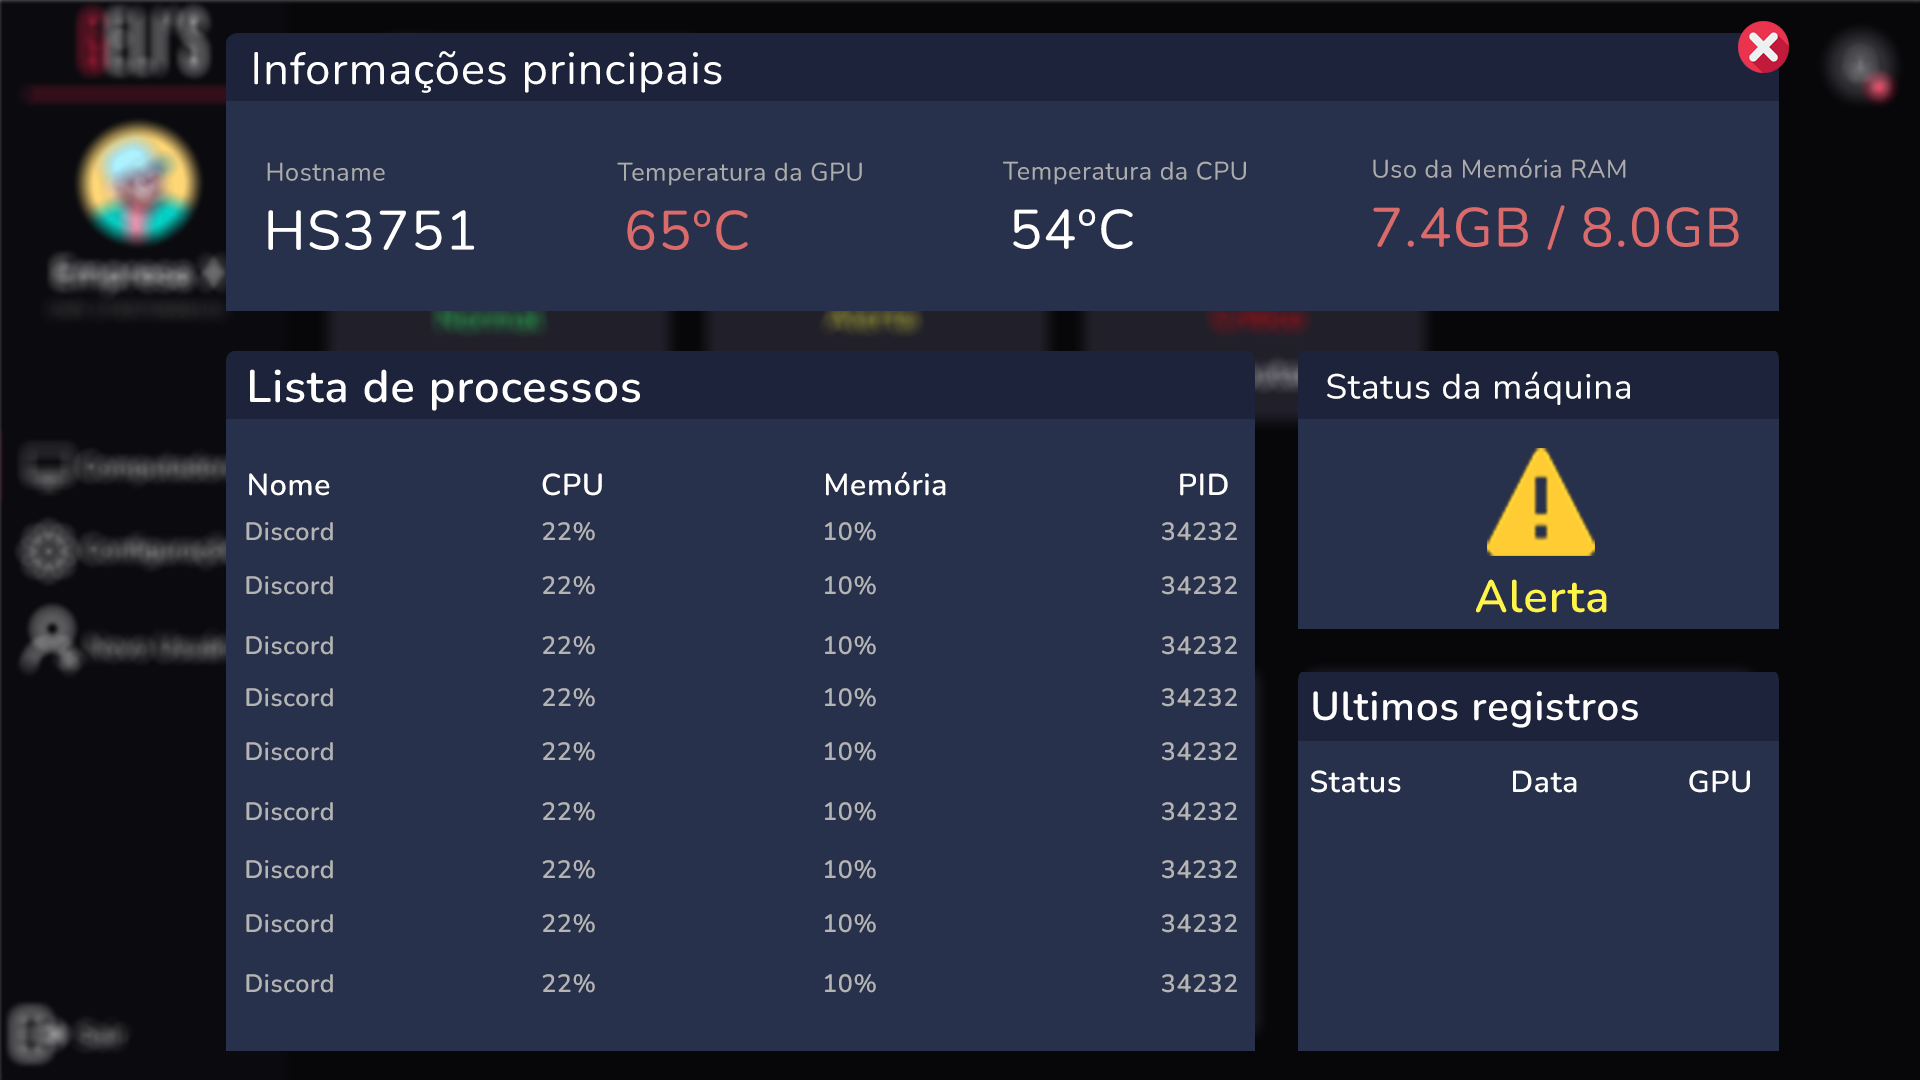 Informações principais
Hostname
HS3751
Temperatura da GPU
65ºC
Temperatura da CPU
54ºC
Uso da Memória RAM
7.4GB / 8.0GB
Lista de processos
Nome CPU Memória PID
Discord 22% 10% 34232
Discord 22% 10% 34232
Discord 22% 10% 34232
Discord 22% 10% 34232
Discord 22% 10% 34232
Discord 22% 10% 34232
Discord 22% 10% 34232
Discord 22% 10% 34232
Discord 22% 10% 34232
Status da máquina
Alerta
Ultimos registros
Status Data GPU